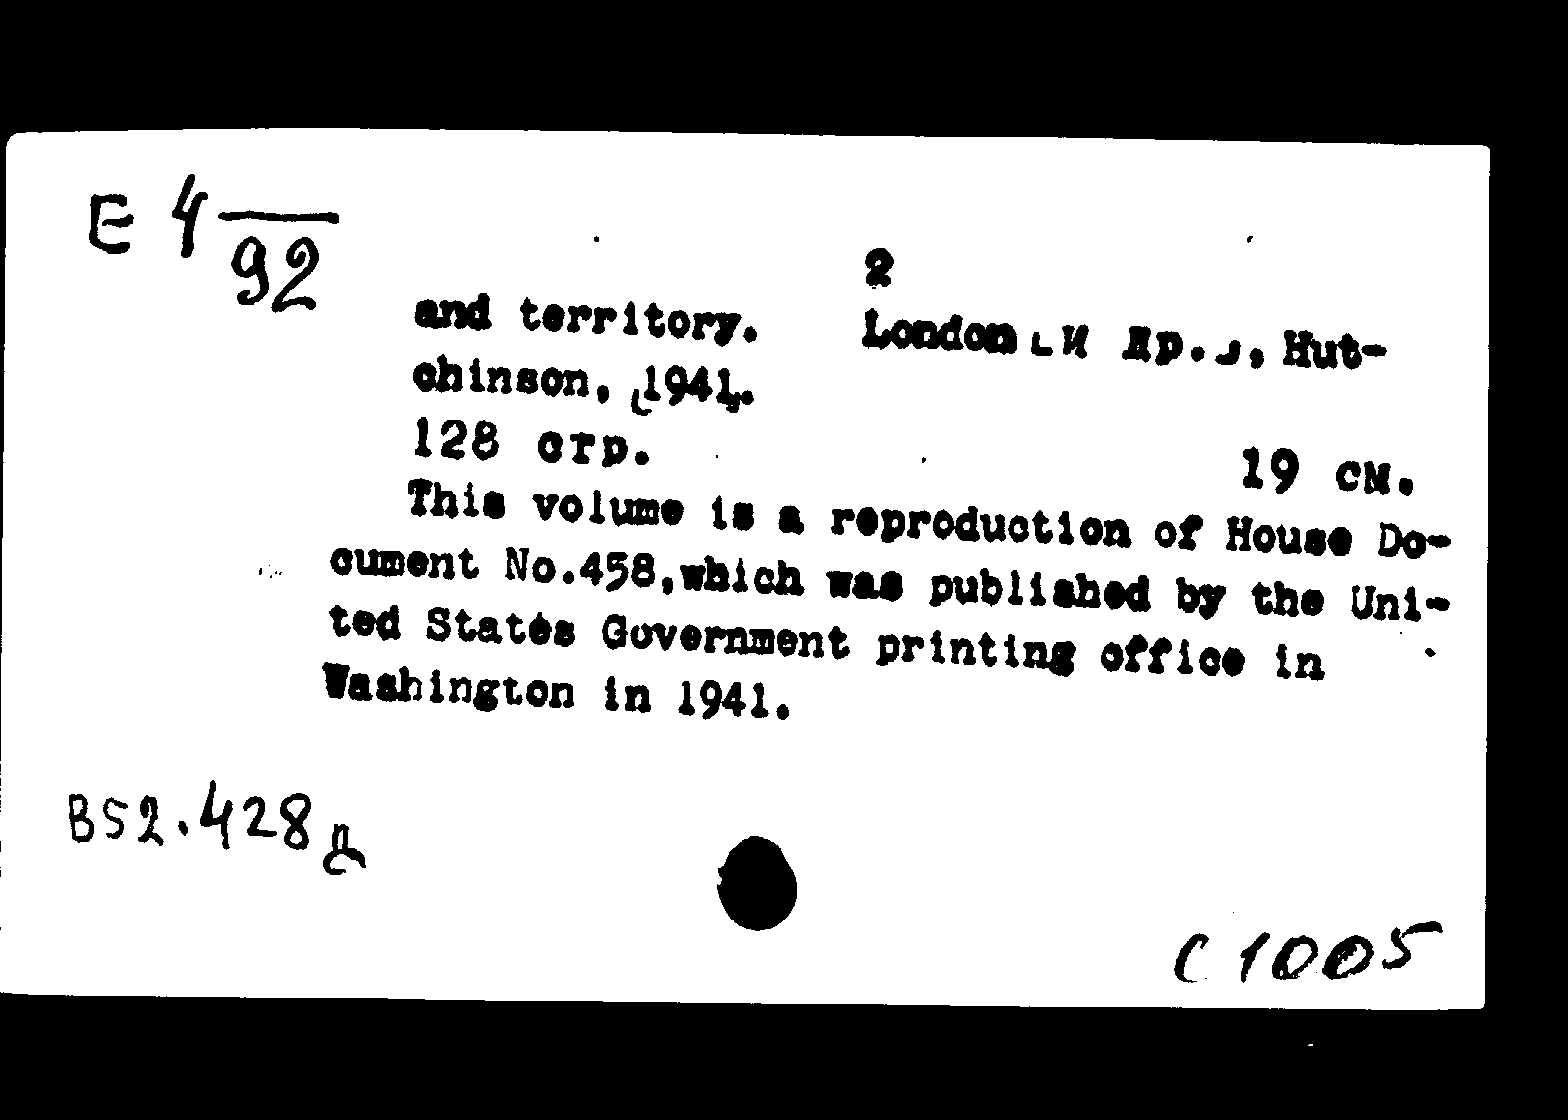 E 4
92
2
and territory. London [и др.], Hut-
chinson, [1941].
128 стр. 19 см.
This volume is a reproduction of House Do-
cument No.458,which was published by the Uni-
ted States Government printing office in
Washington in 1941.
B52.428
C 1005